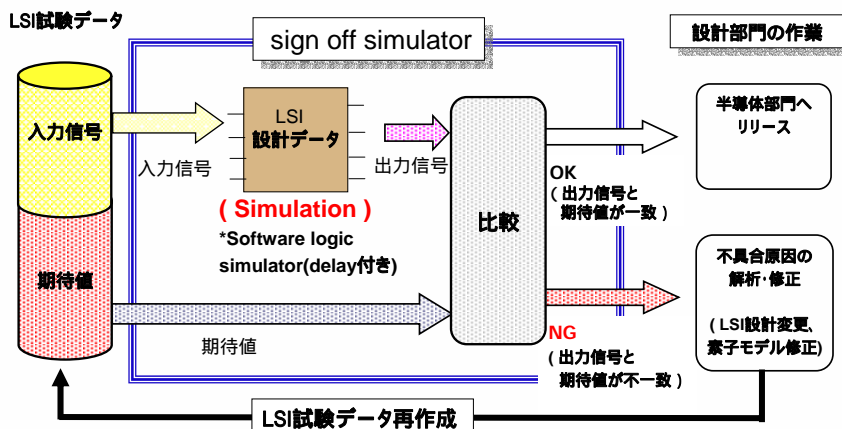 LSI試験データ
sign off simulator
設計部門の作業
入力信号
期待値
LSI
設計データ
入力信号
出力信号
( Simulation )
*Software logic
simulator(delay付き)
期待値
比較
OK
( 出力信号と
期待値が一致 )
NG
( 出力信号と
期待値が不一致 )
半導体部門へ
リリース
不具合原因の
解析・修正
( LSI設計変更、
素子モデル修正)
LSI試験データ再作成